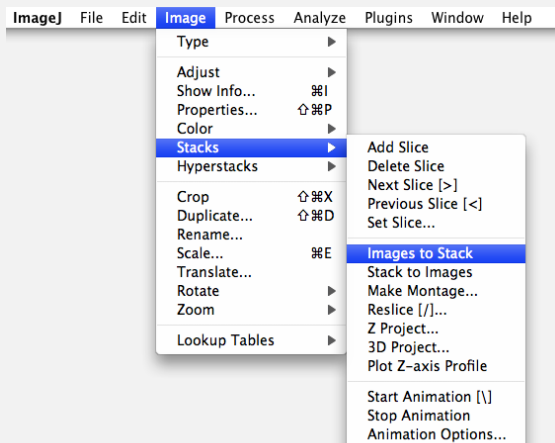 ImageJ File Edit Image Process Analyze Plugins Window Help
Type
Adjust
Show Info... ⌘I
Properties... ⇧⌘P
Color
Stacks
Hyperstacks
Crop ⇧⌘X
Duplicate... ⇧⌘D
Rename...
Scale... ⌘E
Translate...
Rotate
Zoom
Lookup Tables
Add Slice
Delete Slice
Next Slice [>]
Previous Slice [<]
Set Slice...
Images to Stack
Stack to Images
Make Montage...
Reslice [/]...
Z Project...
3D Project...
Plot Z-axis Profile
Start Animation [\]
Stop Animation
Animation Options...